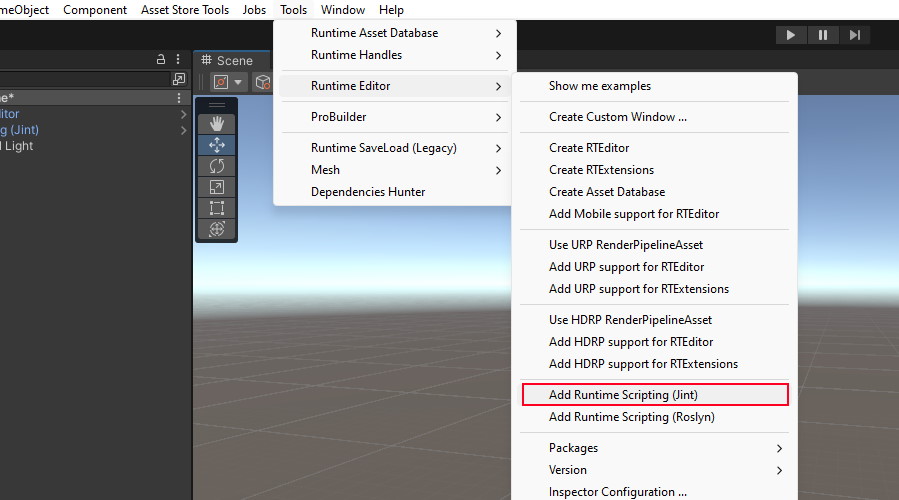 meObject Component Asset Store Tools Jobs Tools Window Help
Runtime Asset Database
Runtime Handles
Runtime Editor
ProBuilder
Runtime SaveLoad (Legacy)
Mesh
Dependencies Hunter
Scene
ne*
ditor
g (Jint)
l Light
Show me examples
Create Custom Window ...
Create RTEditor
Create RTExtensions
Create Asset Database
Add Mobile support for RTEditor
Use URP RenderPipelineAsset
Add URP support for RTEditor
Add URP support for RTExtensions
Use HDRP RenderPipelineAsset
Add HDRP support for RTEditor
Add HDRP support for RTExtensions
Add Runtime Scripting (Jint)
Add Runtime Scripting (Roslyn)
Packages
Version
Inspector Configuration ...